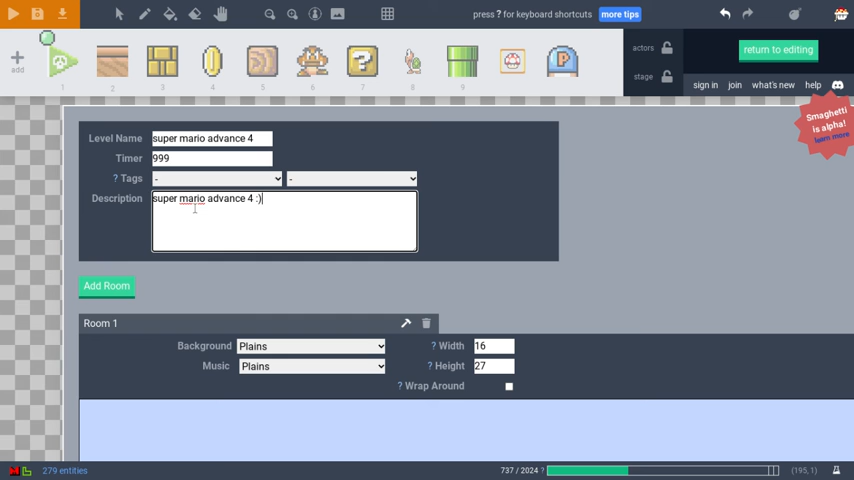 press ? for keyboard shortcuts more tips
add
1 2 3 4 5 6 7 8 9
actors
stage
return to editing
sign in join what's new help
Smaghetti
is alpha!
learn more
Level Name super mario advance 4
Timer 999
? Tags - -
Description super mario advance 4 :)
Add Room
Room 1
Background Plains ? Width 16
Music Plains ? Height 27
? Wrap Around
279 entities 737 / 2024 ? (195, 1)